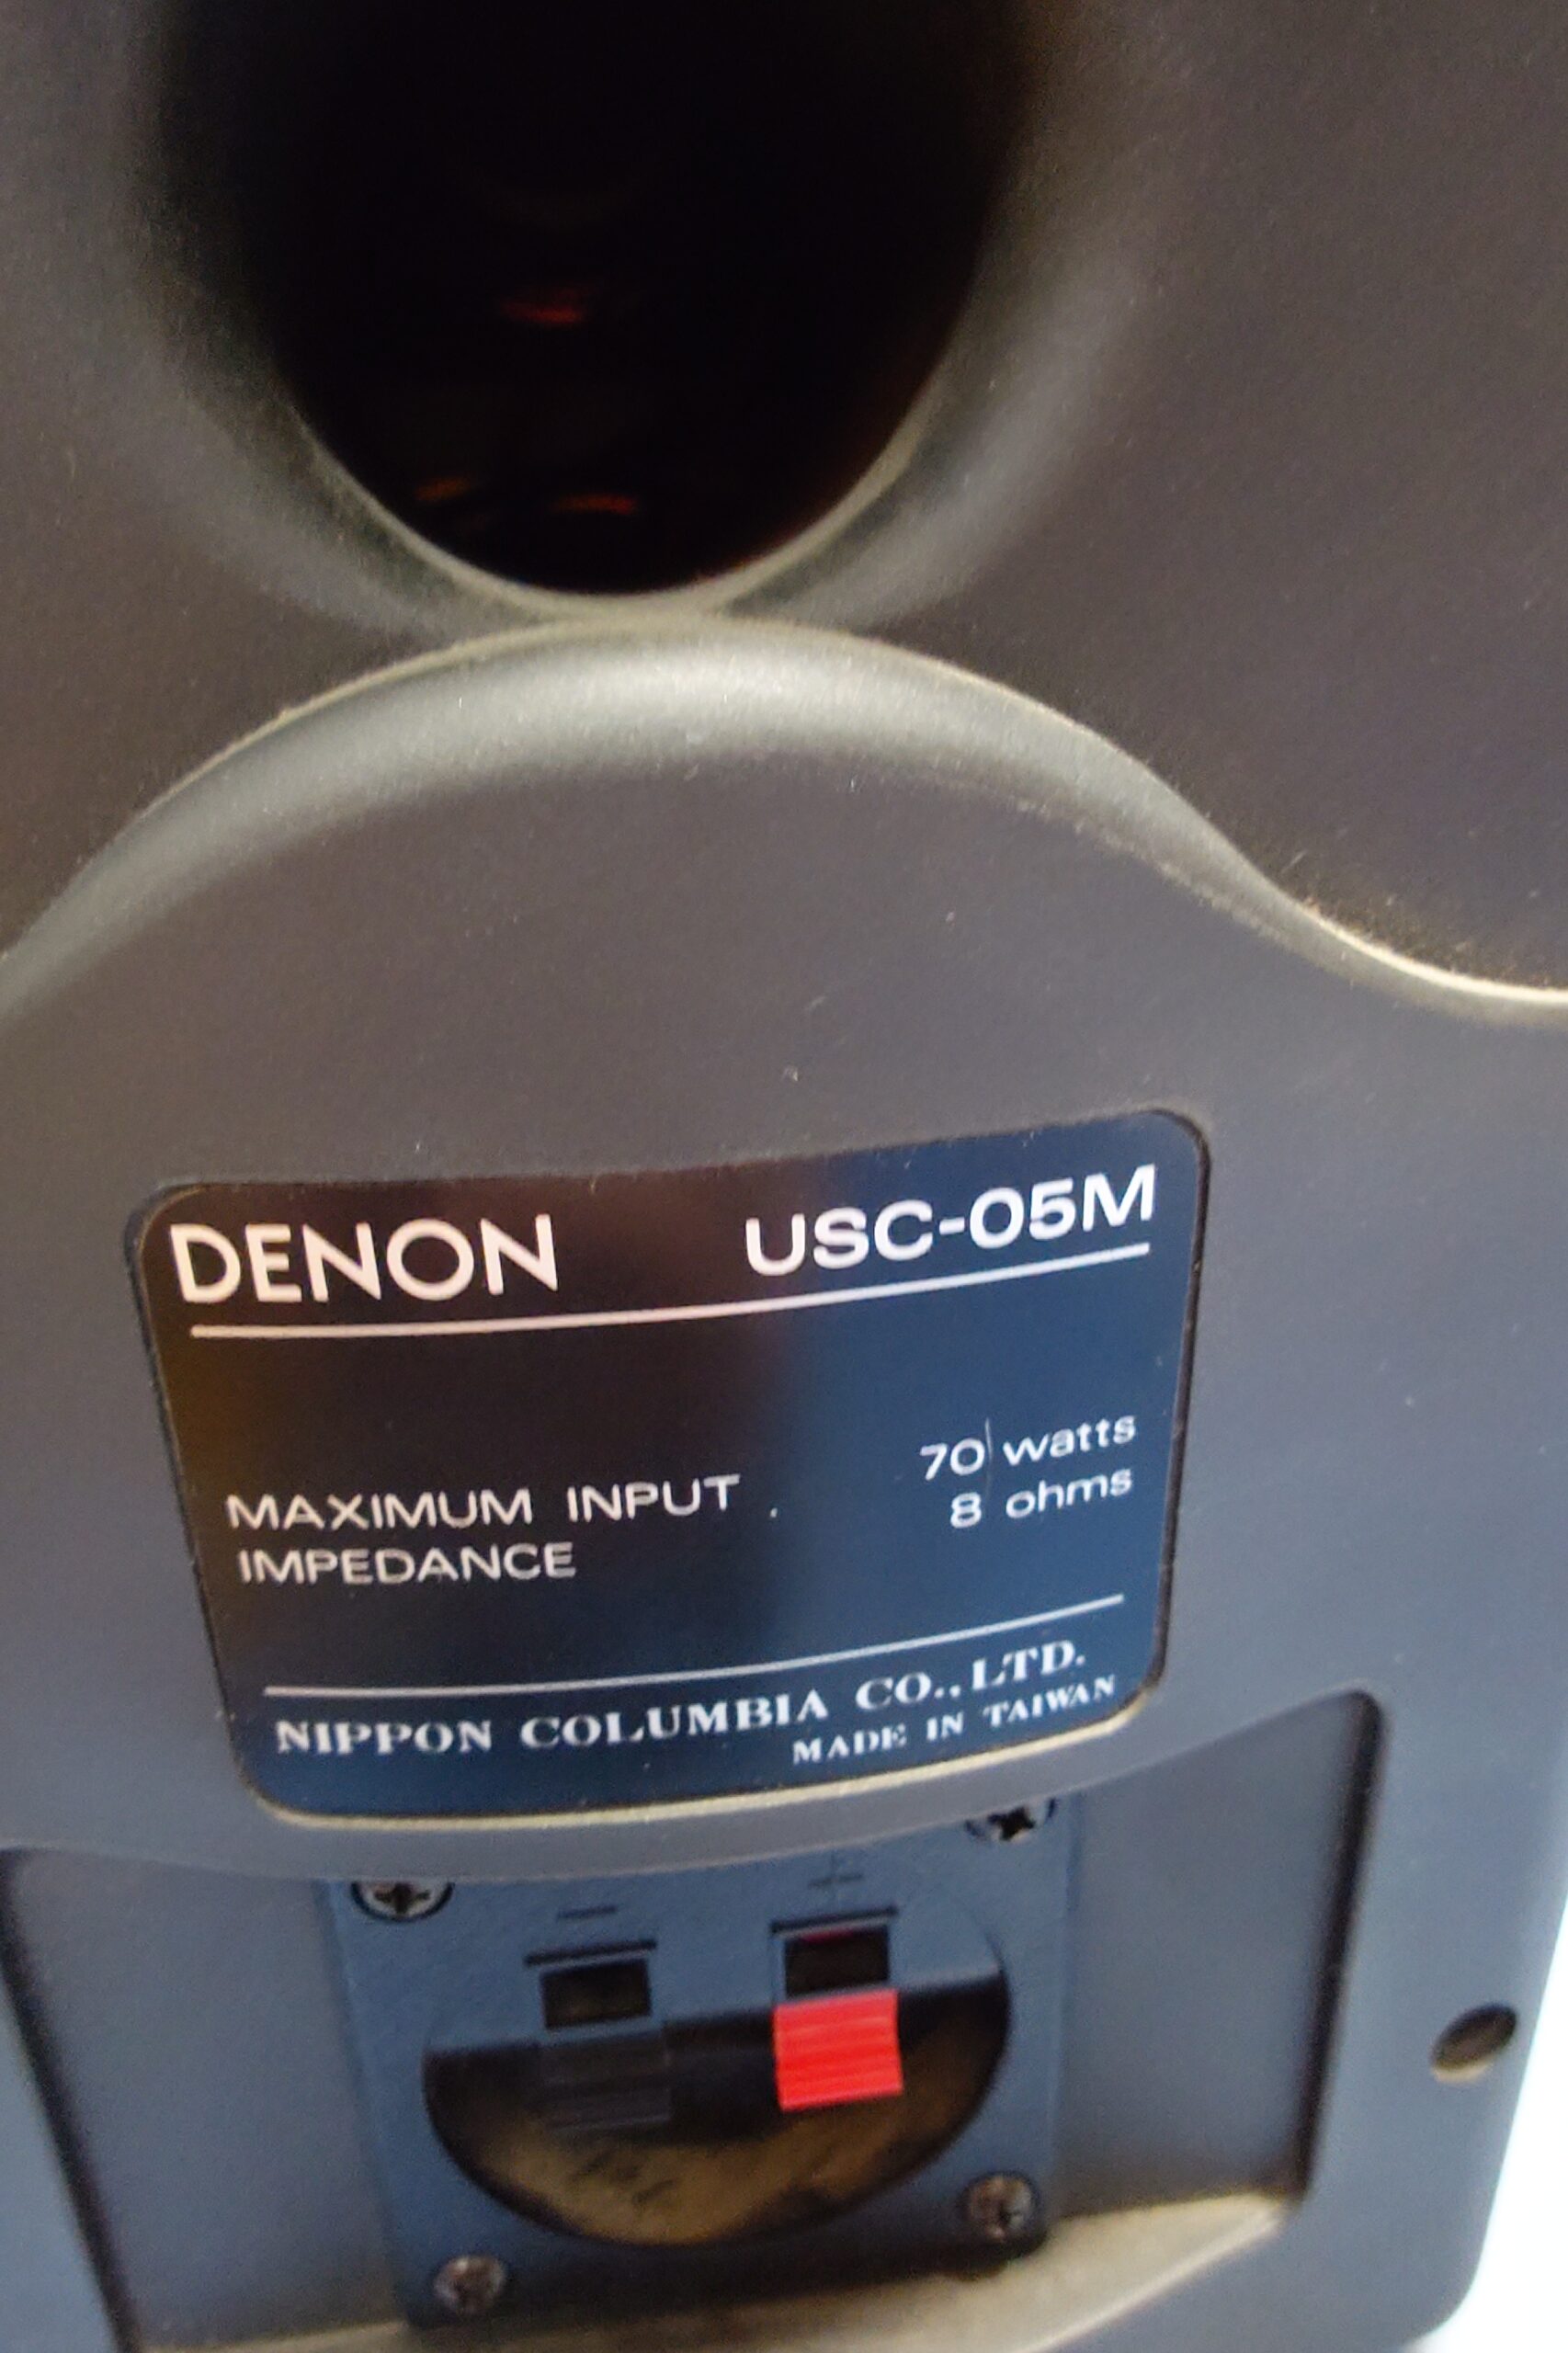 DENON USC-05M
MAXIMUM INPUT 70 watts
IMPEDANCE 8 ohms
NIPPON COLUMBIA CO., LTD.
MADE IN TAIWAN
- +